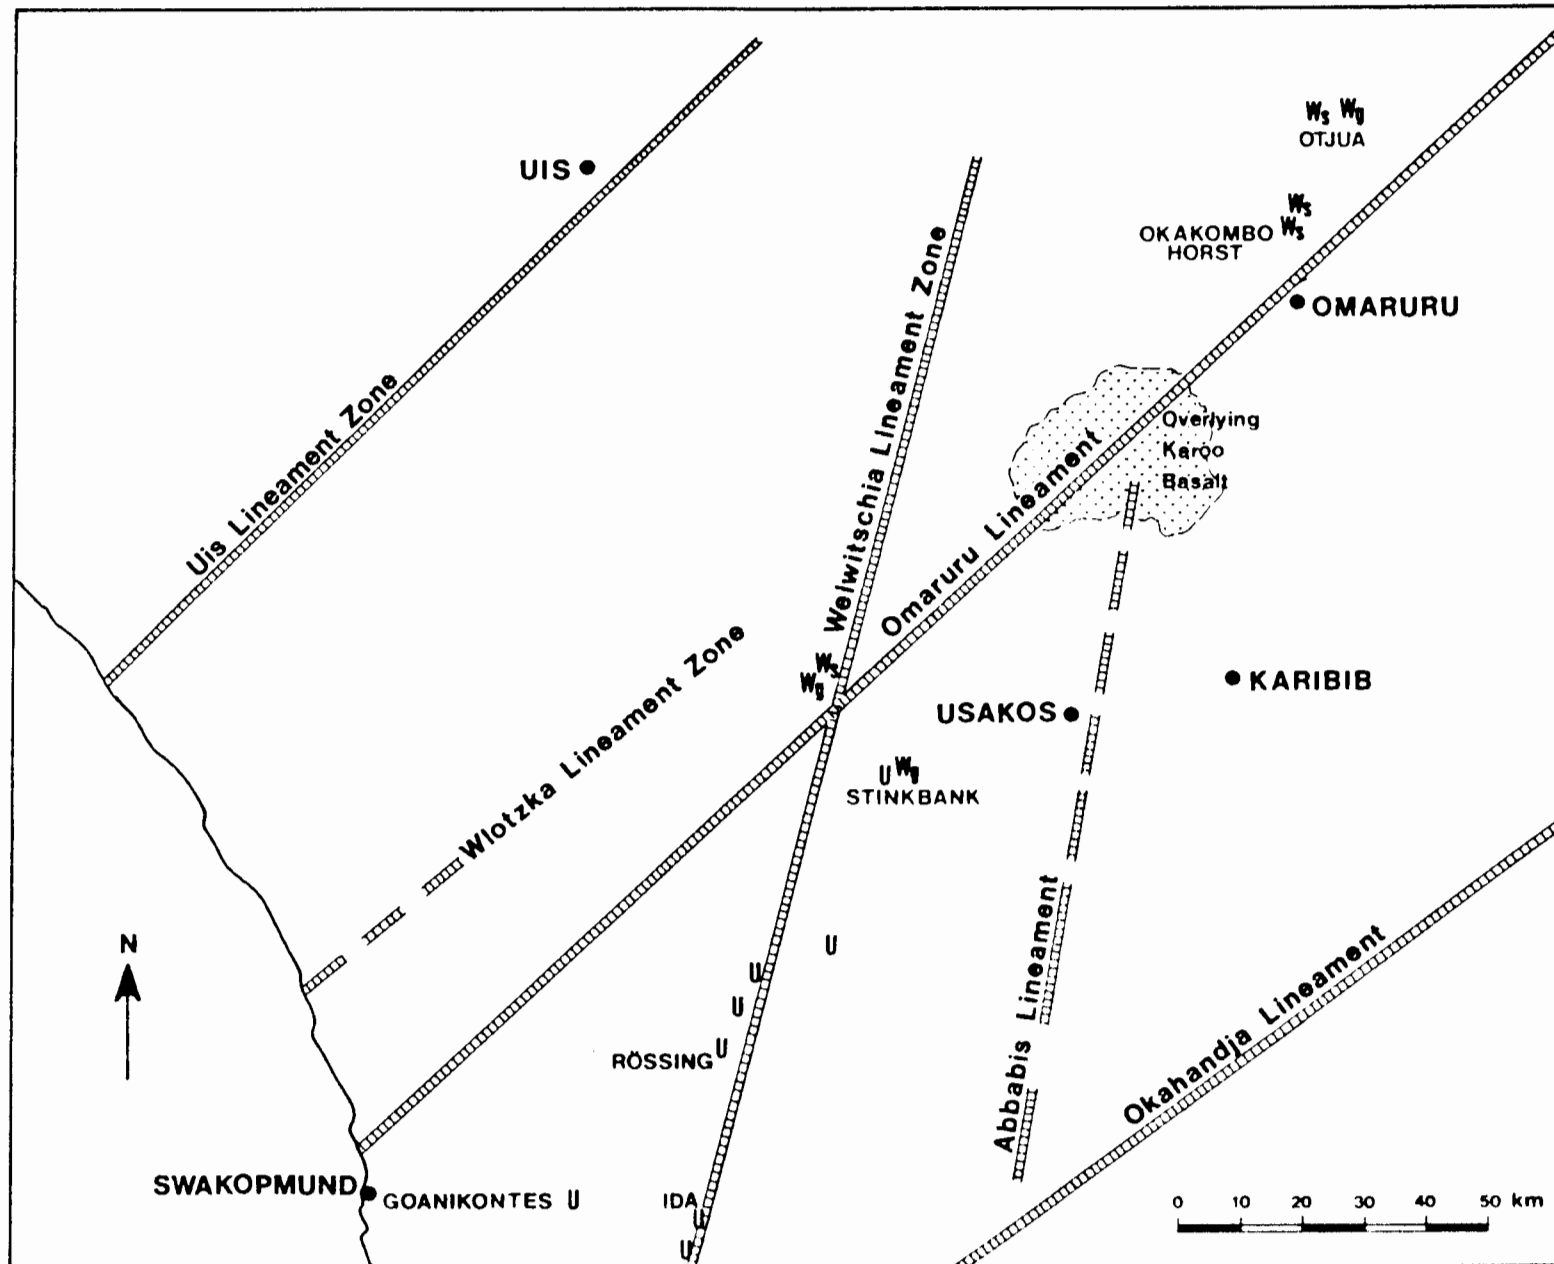 Ws Wg
OTJUA
UIS
Ws
OKAKOMBO Ws
HORST
OMARURU
Welwitschia Lineament Zone
Uis Lineament Zone
Overlying
Karoo
Basalt
Omaruru Lineament
Wlotzka Lineament Zone
Ws
Wg
KARIBIB
USAKOS
U Wg
STINKBANK
Abbabis Lineament
Okahandja Lineament
N
U
U
U
RÖSSING U
SWAKOPMUND
GOANIKONTES U
IDA
U
U
0 10 20 30 40 50 km